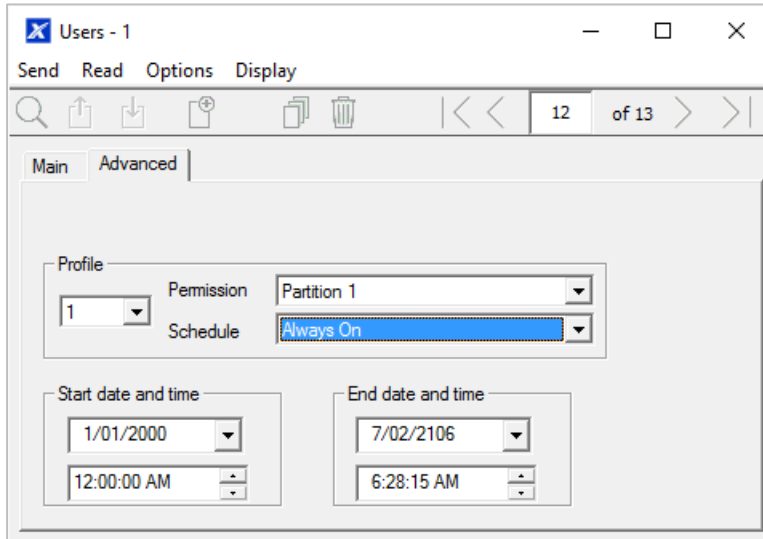 Users - 1
Send Read Options Display
12 of 13
Main Advanced
Profile
1 Permission Partition 1
Schedule Always On
Start date and time End date and time
1/01/2000 7/02/2106
12:00:00 AM 6:28:15 AM